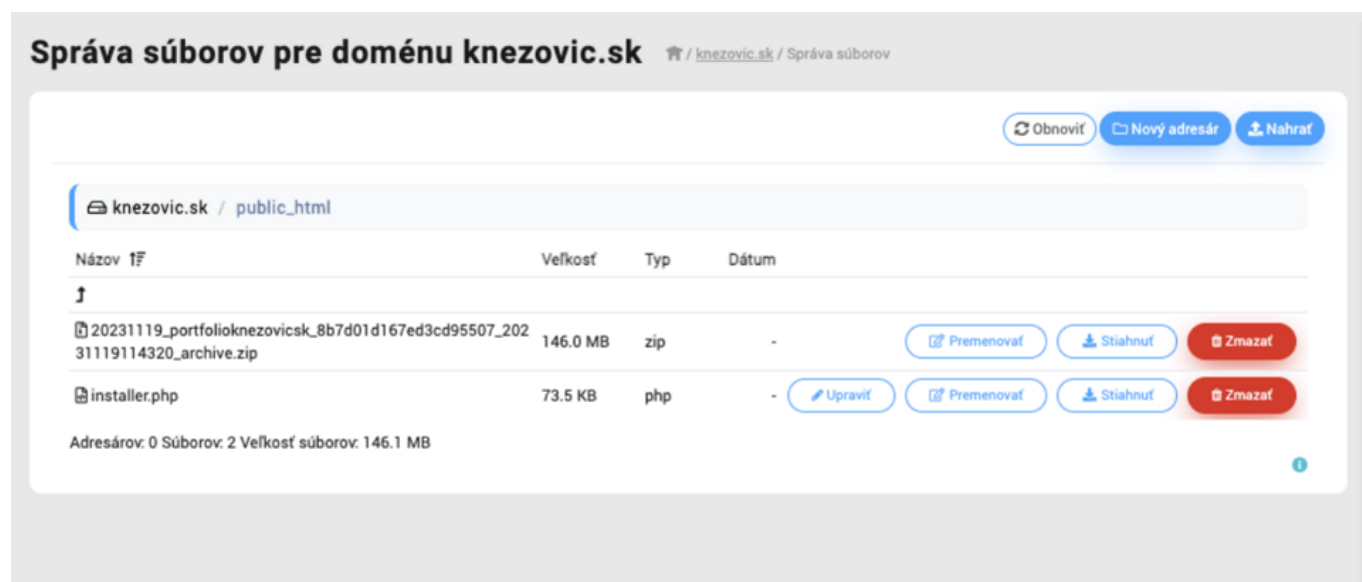 Správa súborov pre doménu knezovic.sk / knezovic.sk / Správa súborov
Obnoviť Nový adresár Nahrať
knezovic.sk / public_html
Názov Veľkosť Typ Dátum
20231119_portfolioknezovicsk_8b7d01d167ed3cd95507_202
31119114320_archive.zip 146.0 MB zip - Premenovať Stiahnuť Zmazať
installer.php 73.5 KB php - Upraviť Premenovať Stiahnuť Zmazať
Adresárov: 0 Súborov: 2 Veľkosť súborov: 146.1 MB